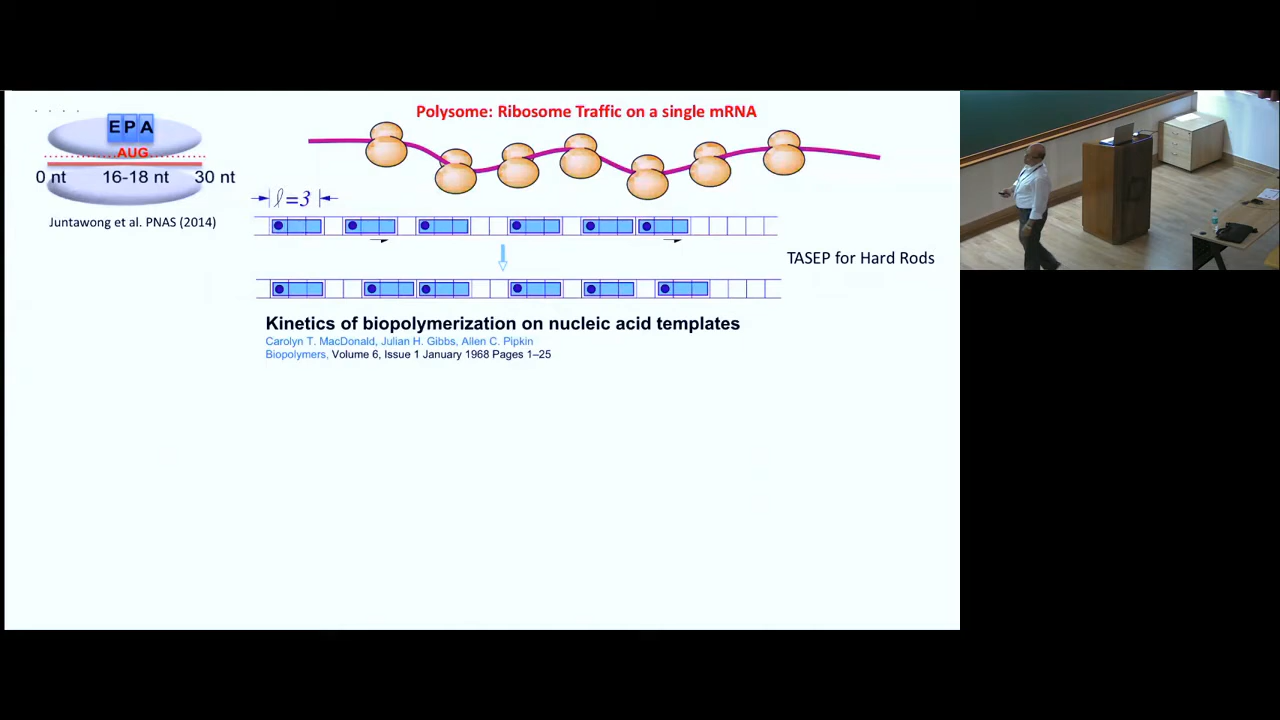 Polysome: Ribosome Traffic on a single mRNA
E P A
AUG
0 nt 16-18 nt 30 nt
Juntawong et al. PNAS (2014)
ℓ=3
TASEP for Hard Rods
Kinetics of biopolymerization on nucleic acid templates
Carolyn T. MacDonald, Julian H. Gibbs, Allen C. Pipkin
Biopolymers, Volume 6, Issue 1 January 1968 Pages 1–25